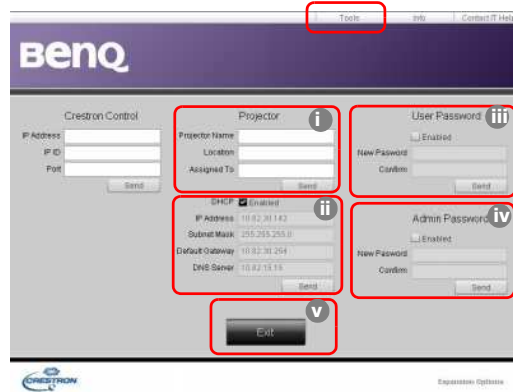 Tools Info Contact IT Help
BenQ
Crestron Control
IP Address
IP ID
Port
Send
Projector i
Projector Name
Location
Assigned To
Send
ii
DHCP Enabled
IP Address 10.82.30.142
Subnet Mask 255.255.255.0
Default Gateway 10.82.30.254
DNS Server 10.82.15.15
Send
User Password iii
Enabled
New Password
Confirm
Send
Admin Password iv
Enabled
New Password
Confirm
Send
v
Exit
CRESTRON
Expansion Options